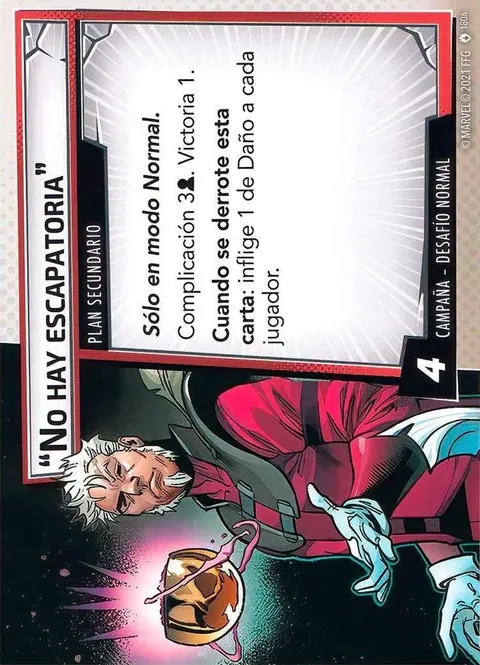 “No HAY ESCAPATORIA”
PLAN SECUNDARIO
Sólo en modo Normal.
Complicación 3. Victoria 1.
Cuando se derrote esta
carta: inflige 1 de Daño a cada
jugador.
4
CAMPAÑA – DESAFÍO NORMAL
© MARVEL © 2021 FFG 180A